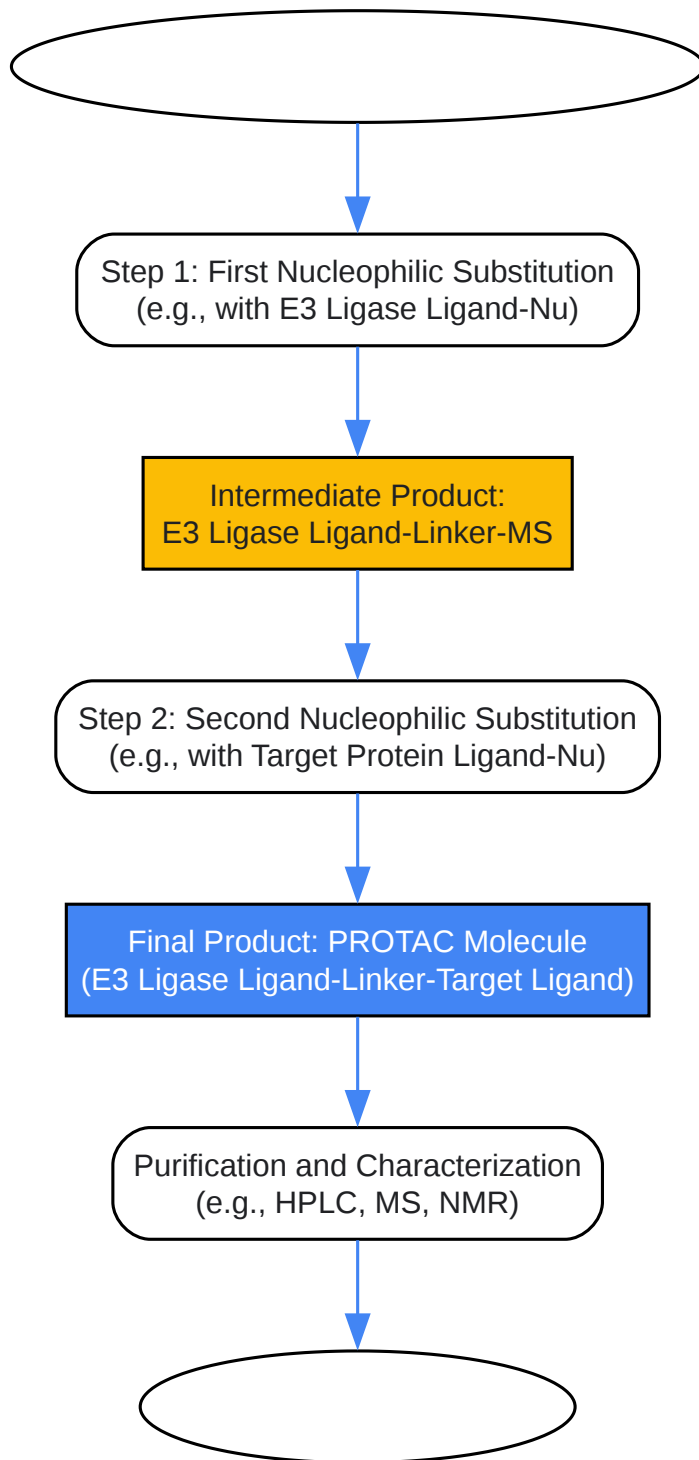 Step 1: First Nucleophilic Substitution
(e.g., with E3 Ligase Ligand-Nu)
Intermediate Product:
E3 Ligase Ligand-Linker-MS
Step 2: Second Nucleophilic Substitution
(e.g., with Target Protein Ligand-Nu)
Final Product: PROTAC Molecule
(E3 Ligase Ligand-Linker-Target Ligand)
Purification and Characterization
(e.g., HPLC, MS, NMR)